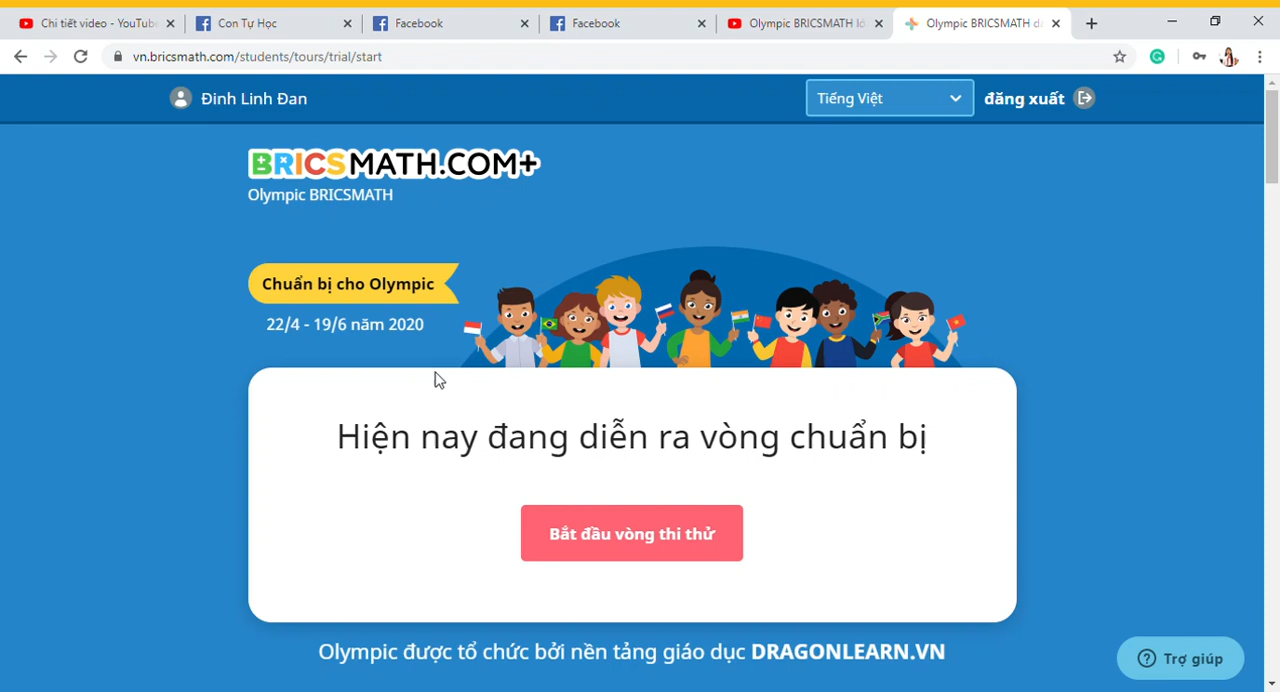 Chi tiết video - YouTube
Con Tự Học
Facebook
Facebook
Olympic BRICSMATH
Olympic BRICSMATH
vn.bricsmath.com/students/tours/trial/start
Đinh Linh Đan
Tiếng Việt
đăng xuất
BRICSMATH.COM+
Olympic BRICSMATH
Chuẩn bị cho Olympic
22/4 - 19/6 năm 2020
Hiện nay đang diễn ra vòng chuẩn bị
Bắt đầu vòng thi thử
Olympic được tổ chức bởi nền tảng giáo dục DRAGONLEARN.VN
Trợ giúp